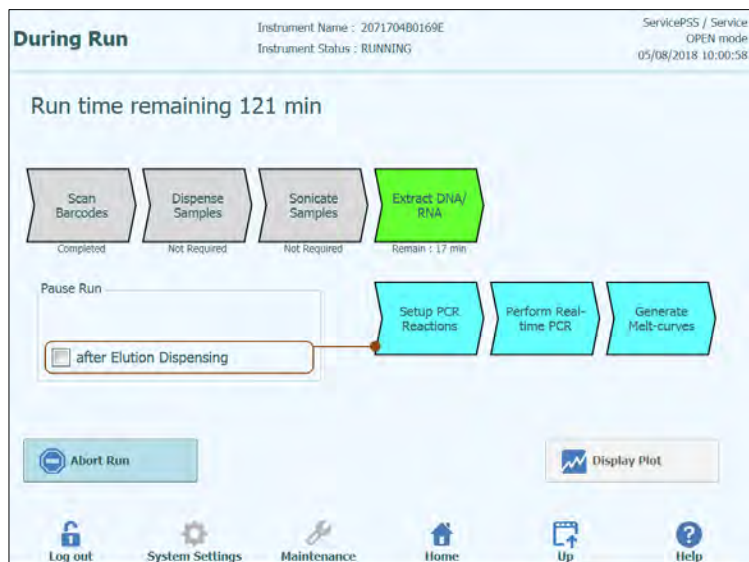 During Run
Instrument Name : 2071704B0169E
Instrument Status : RUNNING
ServicePSS / Service
OPEN mode
05/08/2018 10:00:58
Run time remaining 121 min
Scan
Barcodes
Completed
Dispense
Samples
Not Required
Sonicate
Samples
Not Required
Extract DNA/
RNA
Remain : 17 min
Pause Run
after Elution Dispensing
Setup PCR
Reactions
Perform Real-
time PCR
Generate
Melt-curves
Abort Run
Display Plot
Log out
System Settings
Maintenance
Home
Up
Help